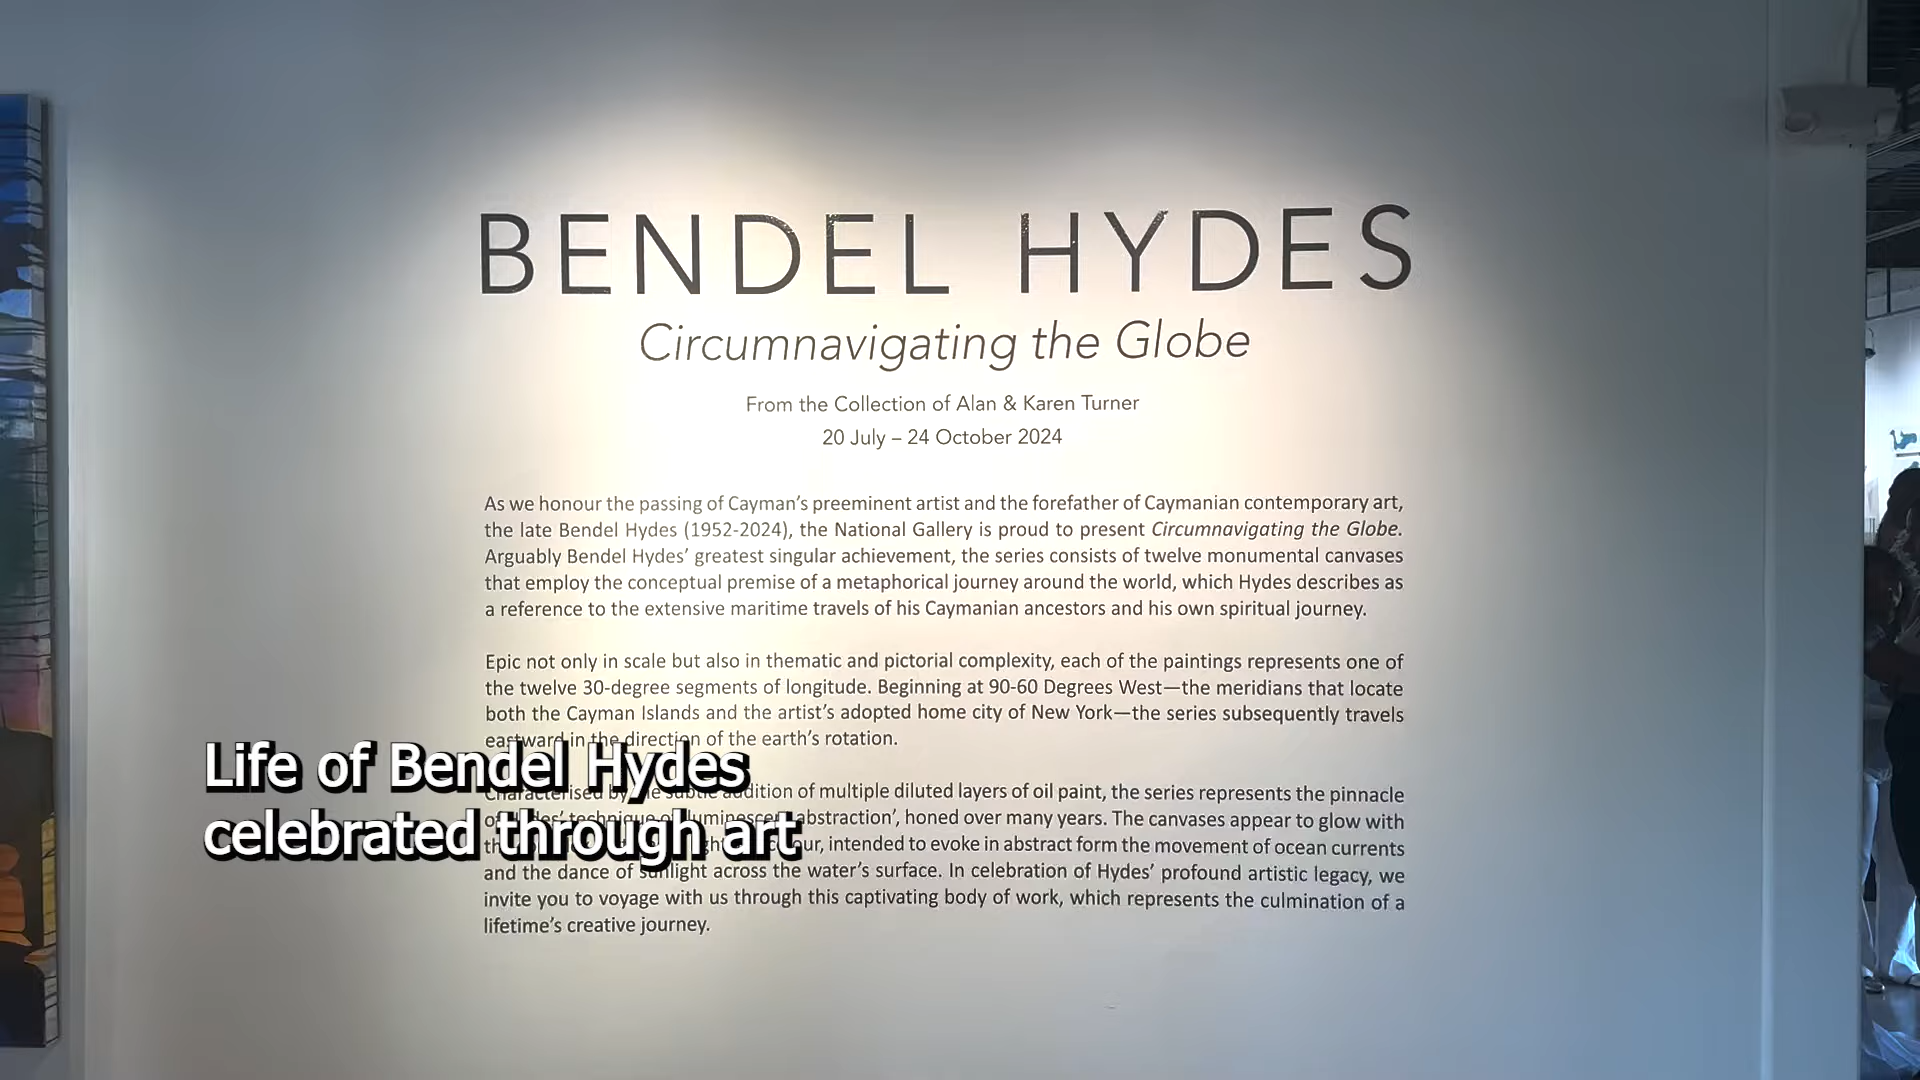 BENDEL HYDES
Circumnavigating the Globe
From the Collection of Alan & Karen Turner
20 July – 24 October 2024
As we honour the passing of Cayman's preeminent artist and the forefather of Caymanian contemporary art,
the late Bendel Hydes (1952-2024), the National Gallery is proud to present Circumnavigating the Globe.
Arguably Bendel Hydes' greatest singular achievement, the series consists of twelve monumental canvases
that employ the conceptual premise of a metaphorical journey around the world, which Hydes describes as
a reference to the extensive maritime travels of his Caymanian ancestors and his own spiritual journey.
Epic not only in scale but also in thematic and pictorial complexity, each of the paintings represents one of
the twelve 30-degree segments of longitude. Beginning at 90-60 Degrees West—the meridians that locate
both the Cayman Islands and the artist's adopted home city of New York—the series subsequently travels
eastward in the direction of the earth's rotation.
Characterised by the subtle addition of multiple diluted layers of oil paint, the series represents the pinnacle
of Hydes' technique of luminescent abstraction', honed over many years. The canvases appear to glow with
colour, intended to evoke in abstract form the movement of ocean currents
and the dance of sunlight across the water's surface. In celebration of Hydes' profound artistic legacy, we
invite you to voyage with us through this captivating body of work, which represents the culmination of a
lifetime's creative journey.
Life of Bendel Hydes
celebrated through art